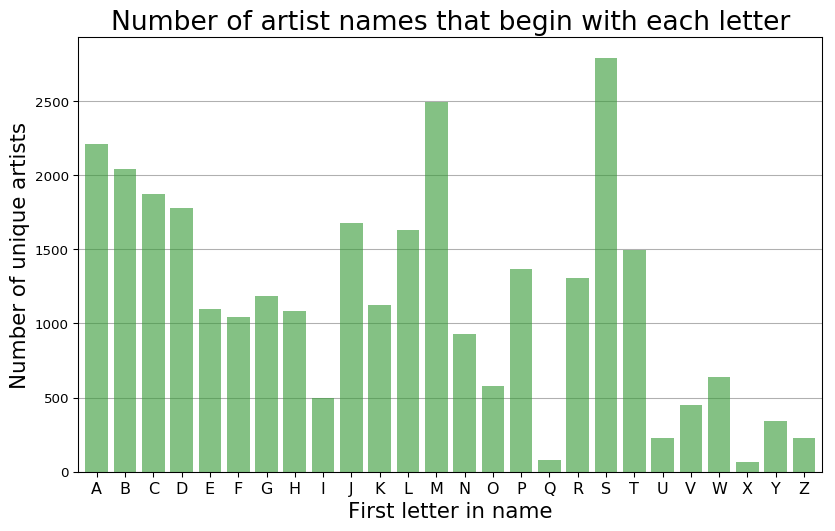 Number of artist names that begin with each letter
Number of unique artists
2500
2000
1500
1000
500
0
A B C D E F G H I J K L M N O P Q R S T U V W X Y Z
First letter in name